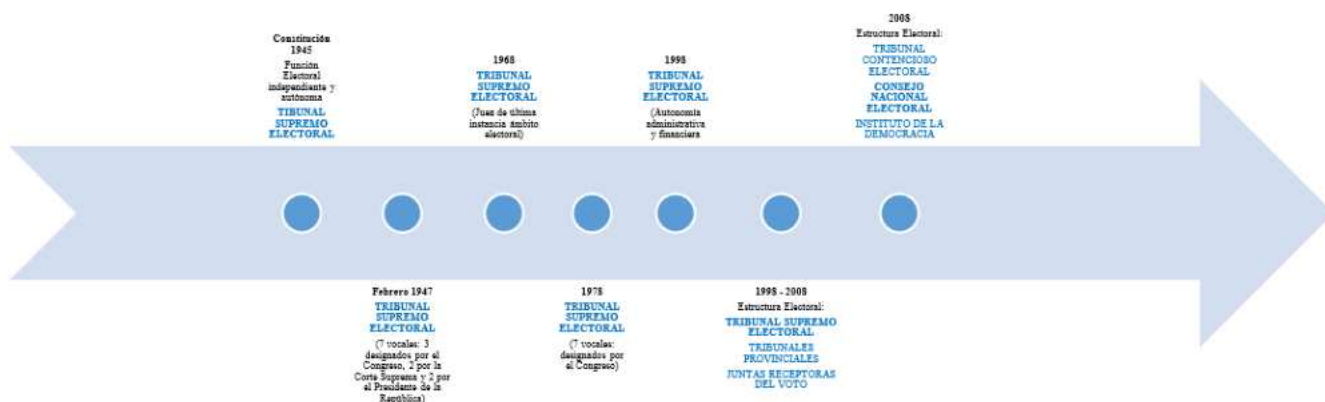 Constitución
1945
Función
Electoral
independiente y
autónoma
TIBUNAL
SUPREMO
ELECTORAL
Febrero 1947
TRIBUNAL
SUPREMO
ELECTORAL
(7 vocales: 3
designados por el
Congreso, 2 por la
Corte Suprema y 2 por
el Presidente de la
República)
1968
TRIBUNAL
SUPREMO
ELECTORAL
(Juez de última
instancia ámbito
electoral)
1978
TRIBUNAL
SUPREMO
ELECTORAL
(7 vocales:
designados por
el Congreso)
1998
TRIBUNAL
SUPREMO
ELECTORAL
(Autonomía
administrativa
y financiera
1998 - 2008
Estructura Electoral:
TRIBUNAL SUPREMO
ELECTORAL
TRIBUNALES
PROVINCIALES
JUNTAS RECEPTORAS
DEL VOTO
2008
Estructura Electoral:
TRIBUNAL
CONTENCIOSO
ELECTORAL
CONSEJO
NACIONAL
ELECTORAL
INSTITUTO DE LA
DEMOCRACIA